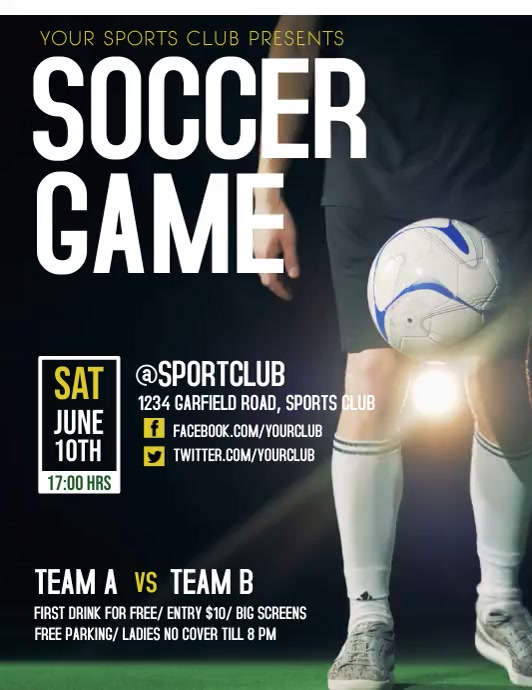 YOUR SPORTS CLUB PRESENTS
SOCCER
GAME
SAT
JUNE
10TH
17:00 HRS
@SPORTCLUB
1234 GARFIELD ROAD, SPORTS CLUB
FACEBOOK.COM/YOURCLUB
TWITTER.COM/YOURCLUB
TEAM A VS TEAM B
FIRST DRINK FOR FREE/ ENTRY $10/ BIG SCREENS
FREE PARKING/ LADIES NO COVER TILL 8 PM